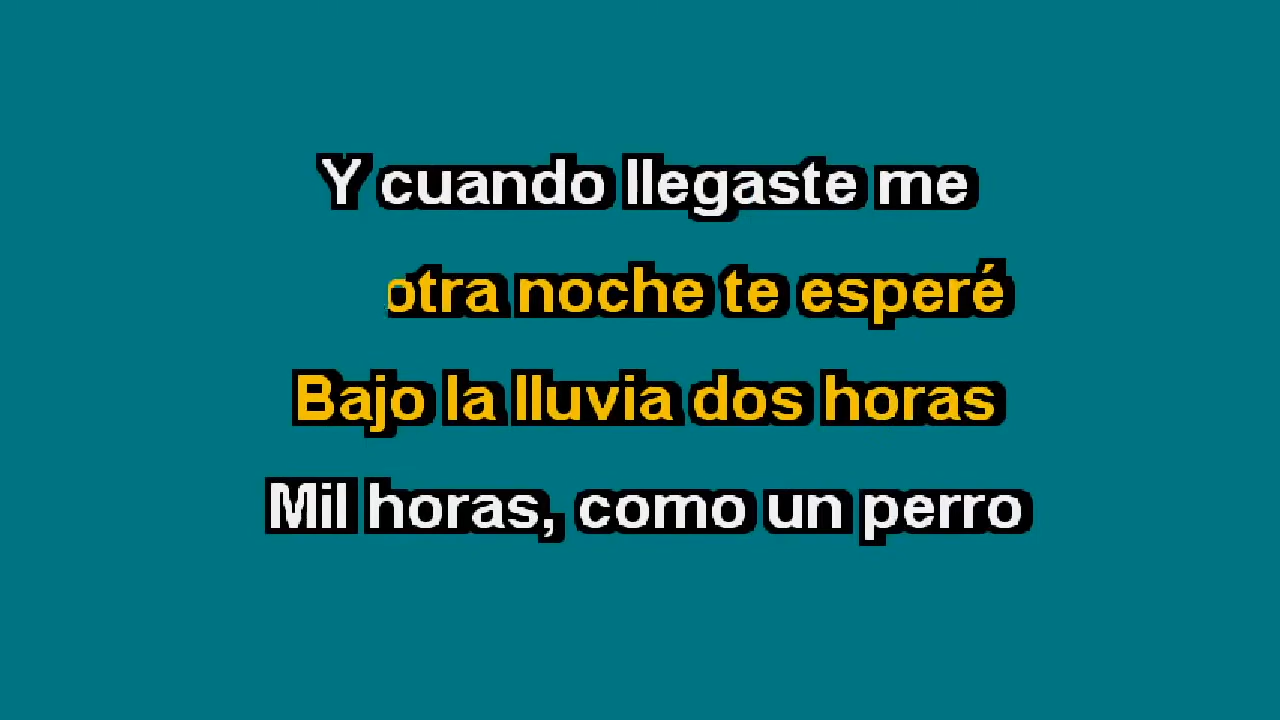 Y cuando llegaste me
otra noche te esperé
Bajo la lluvia dos horas
Mil horas, como un perro